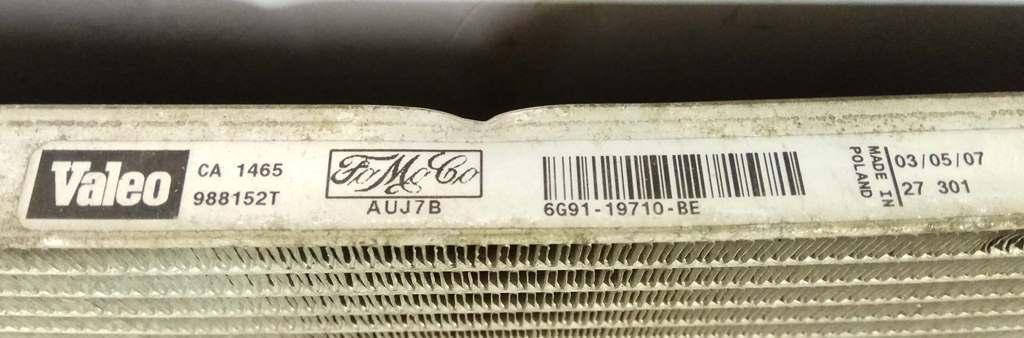 Valeo
CA 1465
988152T
FoMoCo
AUJ7B
6G91-19710-BE
MADE IN
POLAND
03/05/07
27 301